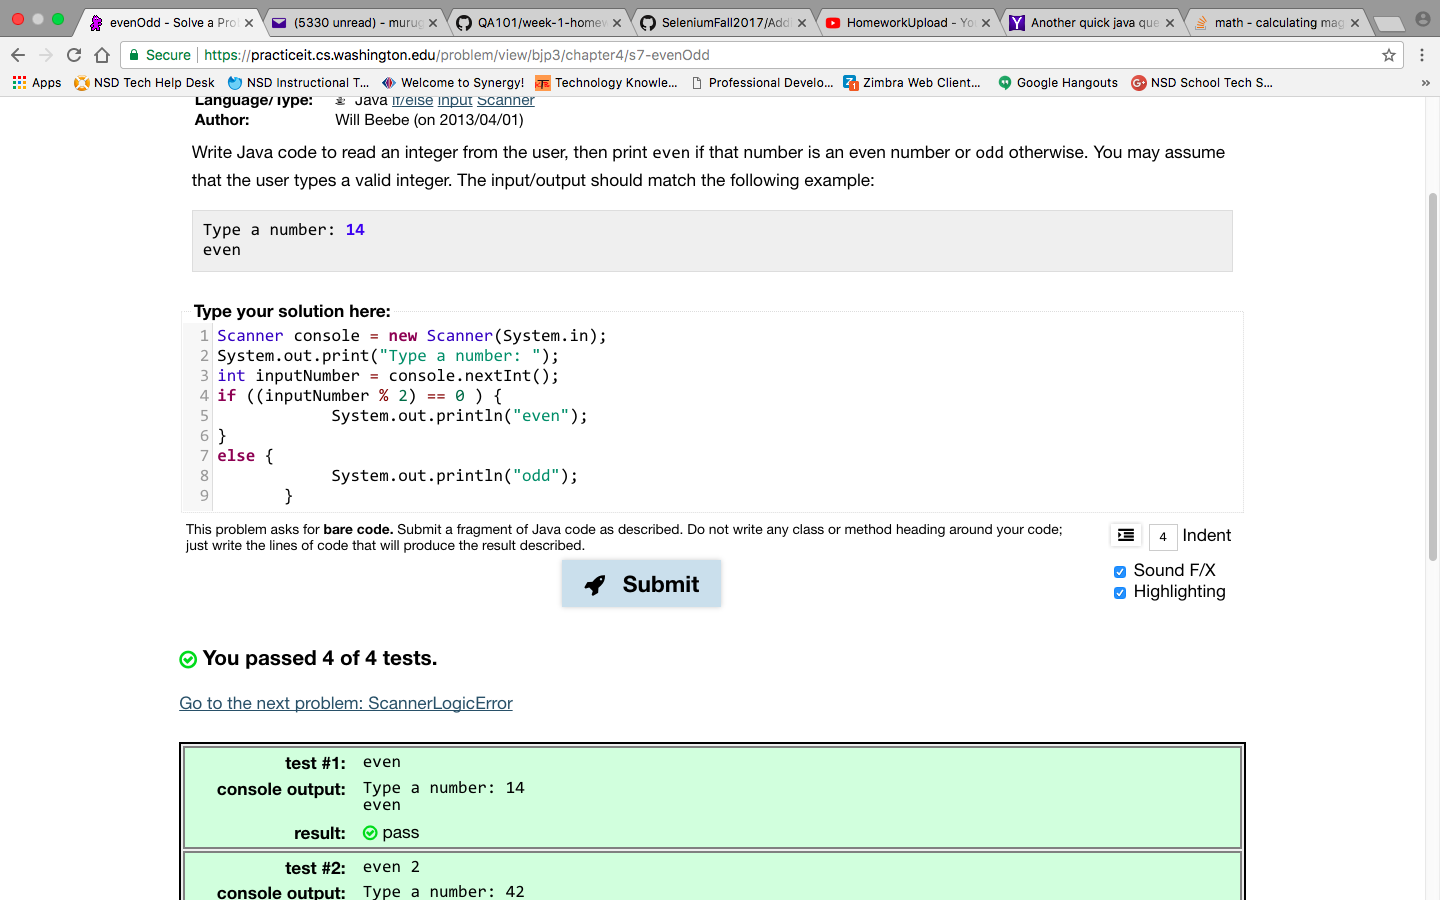 evenOdd - Solve a Pro
(5330 unread) - murug
QA101/week-1-homew
SeleniumFall2017/Addi
HomeworkUpload - You
Another quick java que
math - calculating mag
Secure https://practiceit.cs.washington.edu/problem/view/bjp3/chapter4/s7-evenOdd
Apps NSD Tech Help Desk NSD Instructional T... Welcome to Synergy! Technology Knowle... Professional Develo... Zimbra Web Client... Google Hangouts NSD School Tech S... »
Language/Type: Java if/else input Scanner
Author: Will Beebe (on 2013/04/01)
Write Java code to read an integer from the user, then print even if that number is an even number or odd otherwise. You may assume
that the user types a valid integer. The input/output should match the following example:
Type a number: 14
even
Type your solution here:
1 Scanner console = new Scanner(System.in);
2 System.out.print("Type a number: ");
3 int inputNumber = console.nextInt();
4 if ((inputNumber % 2) == 0 ) {
5 System.out.println("even");
6 }
7 else {
8 System.out.println("odd");
9 }
This problem asks for bare code. Submit a fragment of Java code as described. Do not write any class or method heading around your code;
just write the lines of code that will produce the result described.
4 Indent
Sound F/X
Highlighting
Submit
You passed 4 of 4 tests.
Go to the next problem: ScannerLogicError
test #1: even
console output: Type a number: 14
even
result: pass
test #2: even 2
console output: Type a number: 42